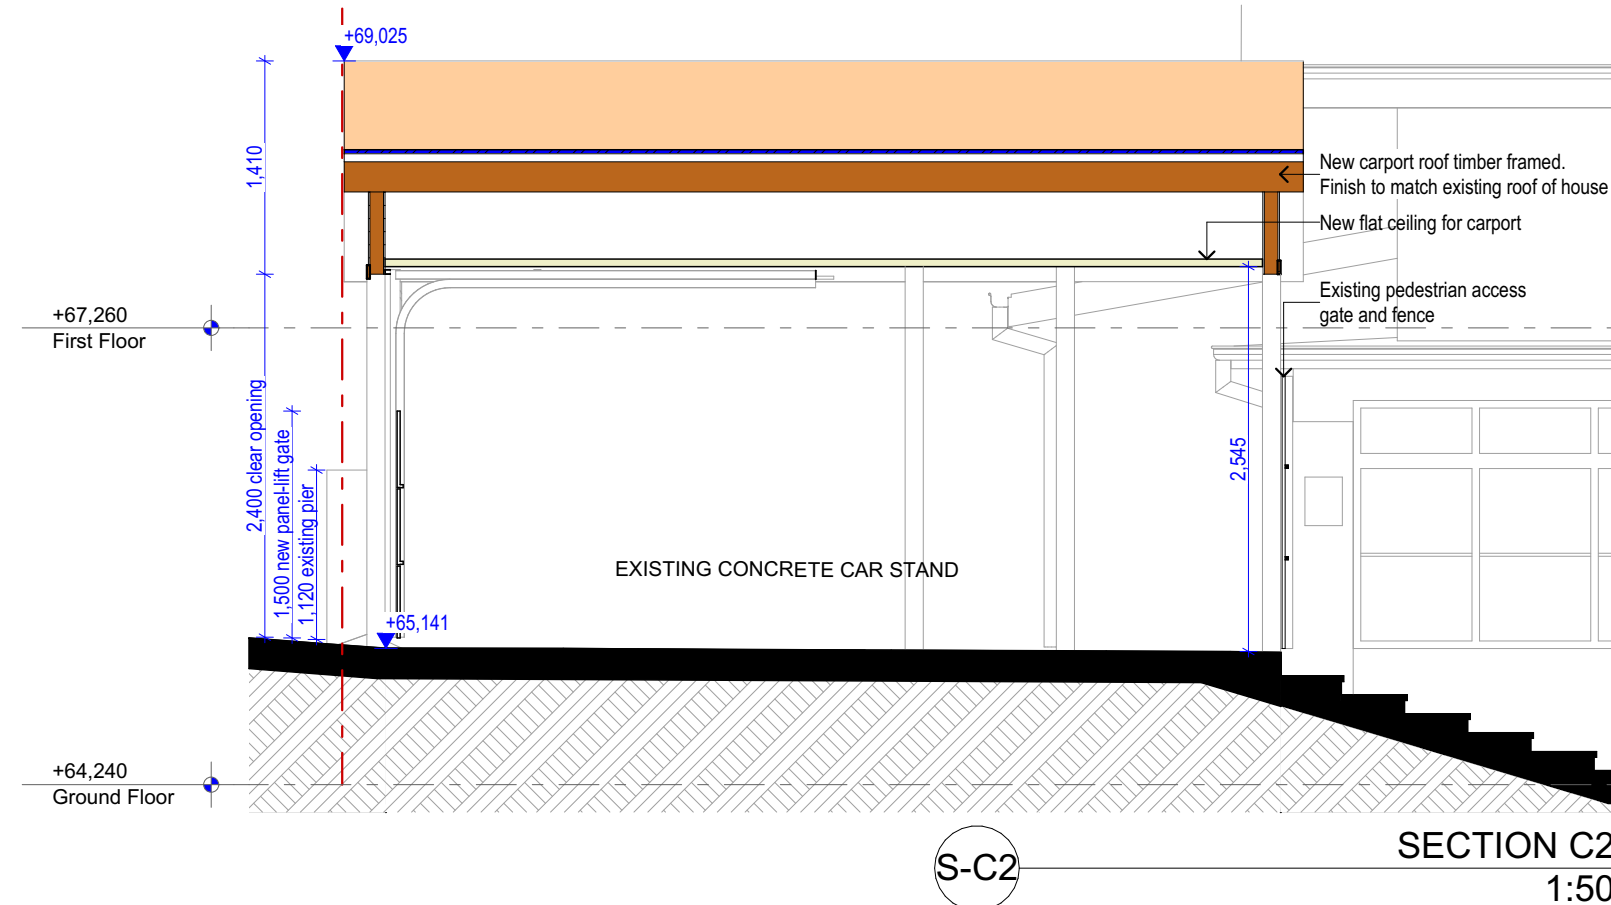 +69,025
1,410
New carport roof timber framed.
Finish to match existing roof of house
New flat ceiling for carport
Existing pedestrian access
gate and fence
+67,260
First Floor
2,400 clear opening
1,500 new panel-lift gate
1,120 existing pier
2,545
EXISTING CONCRETE CAR STAND
+65,141
+64,240
Ground Floor
S-C2
SECTION C2
1:50